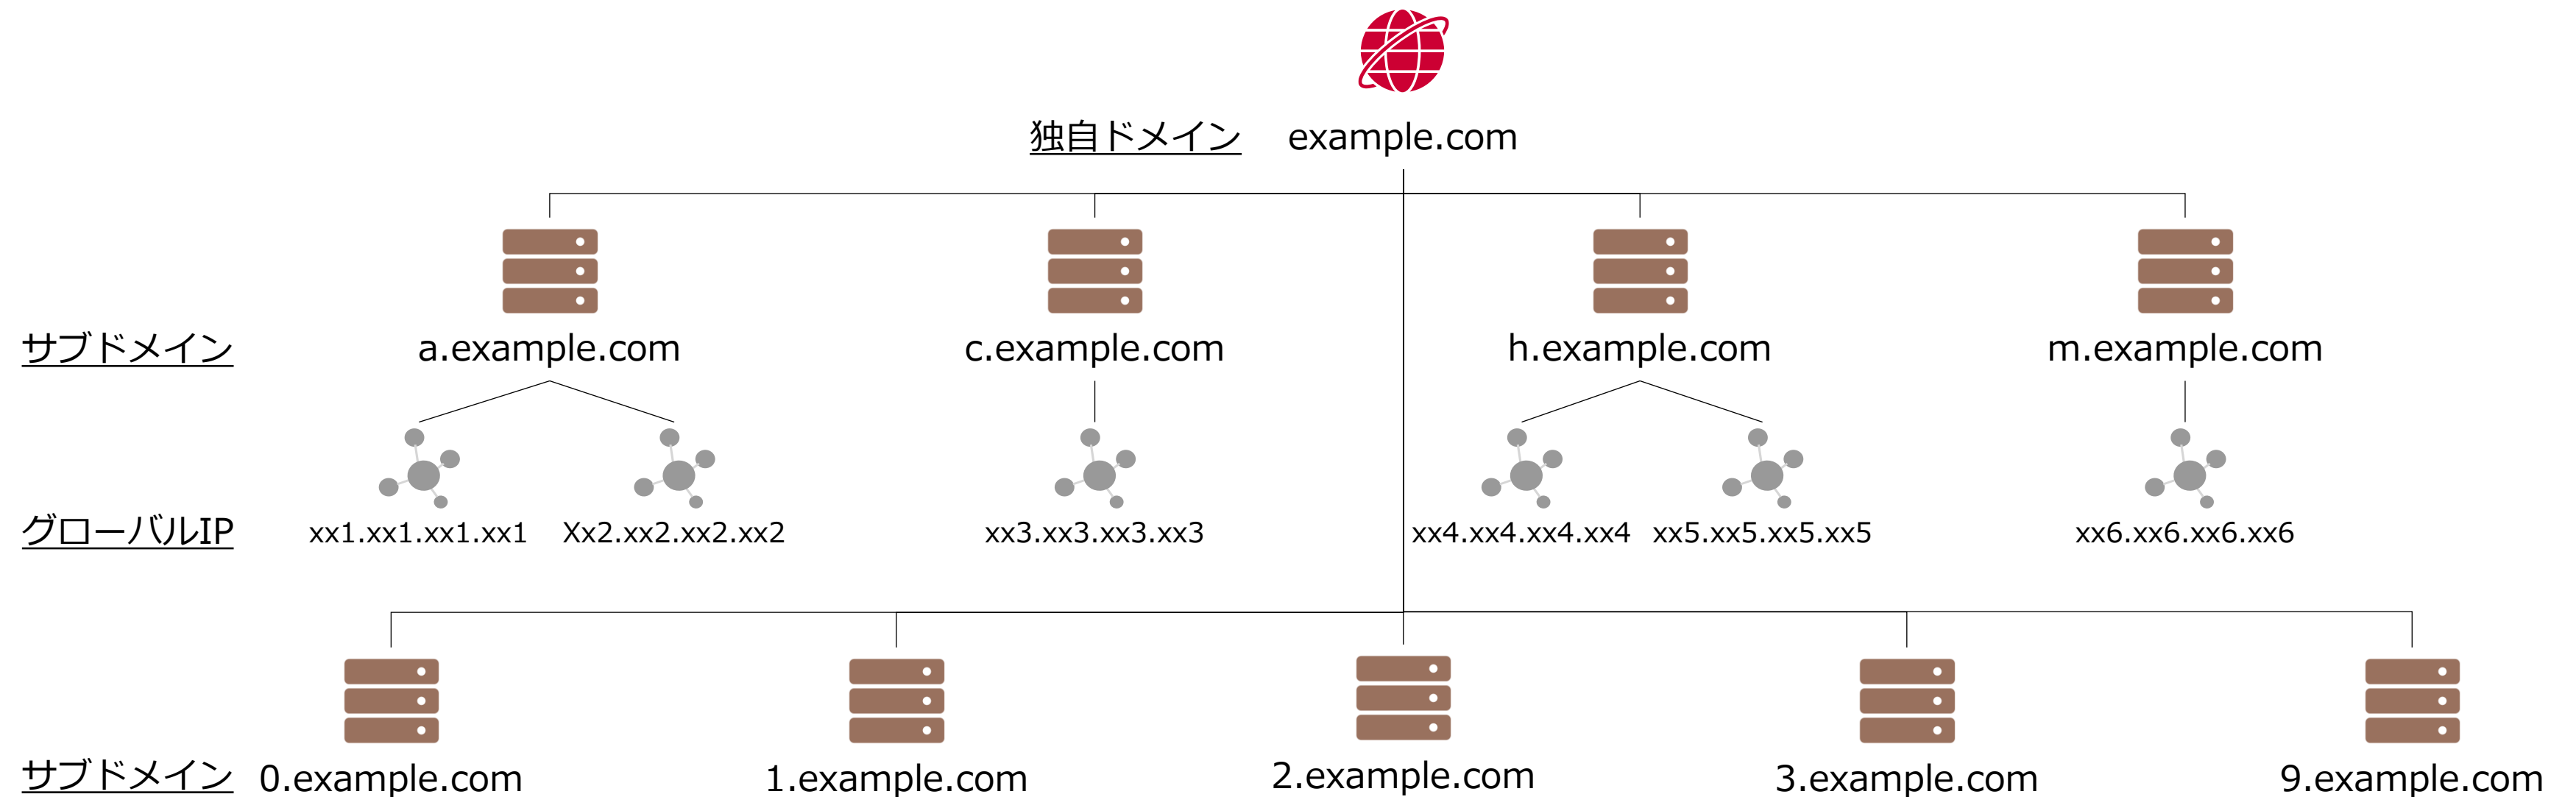 独自ドメイン example.com
サブドメイン a.example.com c.example.com h.example.com m.example.com
グローバルIP xx1.xx1.xx1.xx1 Xx2.xx2.xx2.xx2 xx3.xx3.xx3.xx3 xx4.xx4.xx4.xx4 xx5.xx5.xx5.xx5 xx6.xx6.xx6.xx6
サブドメイン 0.example.com 1.example.com 2.example.com 3.example.com 9.example.com